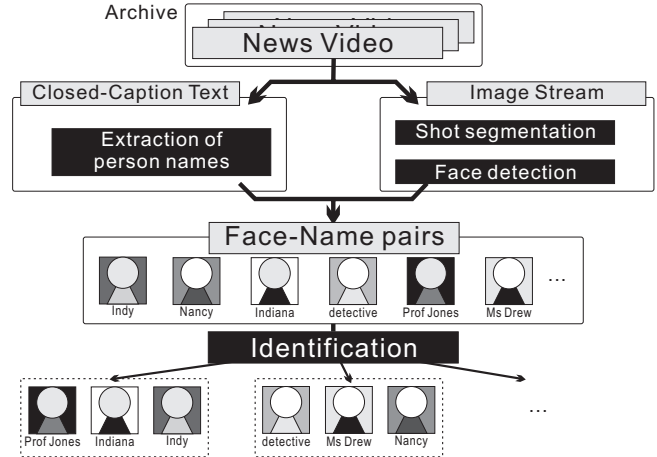 Archive
News Video
Closed-Caption Text
Image Stream
Extraction of
person names
Shot segmentation
Face detection
Face-Name pairs
Indy
Nancy
Indiana
detective
Prof Jones
Ms Drew
...
Identification
Prof Jones
Indiana
Indy
detective
Ms Drew
Nancy
...